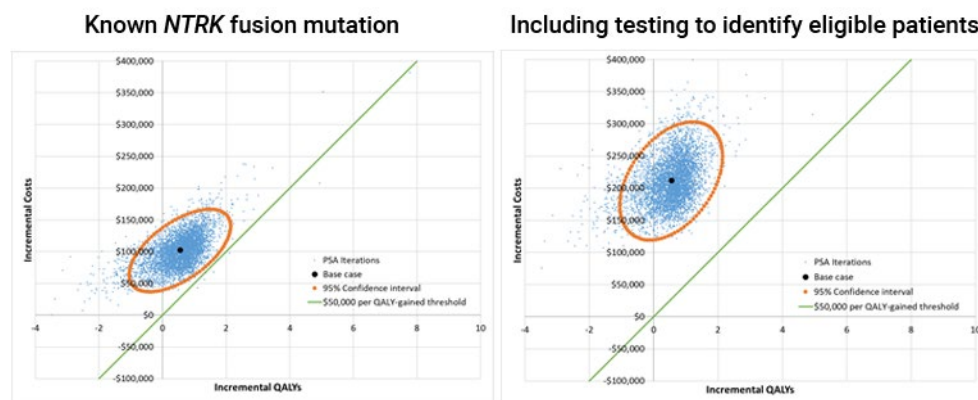 Known NTRK fusion mutation
$400,000
$350,000
$300,000
$250,000
$200,000
$150,000
$100,000
$50,000
$0
-$50,000
-$100,000
-4
-2
0
2
4
6
8
10
Incremental Costs
Incremental QALYs
PSA Iterations
Base case
95% Confidence interval
$50,000 per QALY-gained threshold
Including testing to identify eligible patients
$400,000
$350,000
$300,000
$250,000
$200,000
$150,000
$100,000
$50,000
$0
-$50,000
-$100,000
-4
-2
0
2
4
6
8
10
Incremental Costs
Incremental QALYs
PSA Iterations
Base case
95% Confidence interval
$50,000 per QALY-gained threshold